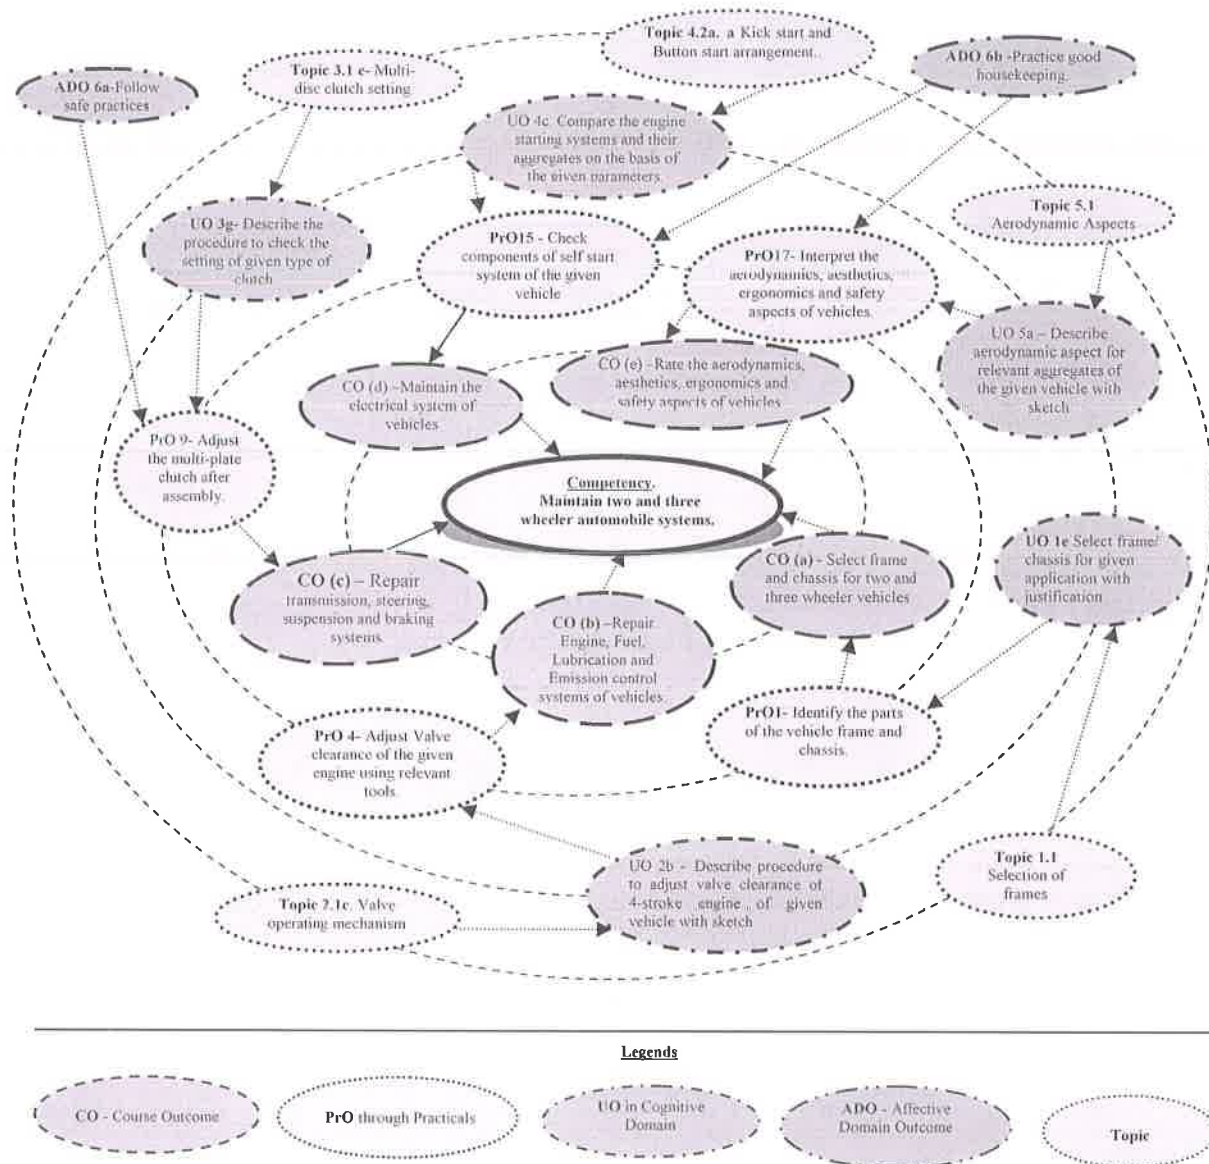 Topic 4.2a. a Kick start and
Button start arrangement.
ADO 6b -Practice good
housekeeping.
Topic 3.1 e- Multi-
disc clutch setting
ADO 6a-Follow
safe practices
UO 4c. Compare the engine
starting systems and their
aggregates on the basis of
the given parameters
UO 3g- Describe the
procedure to check the
setting of given type of
clutch
PrO15 - Check
components of self start
system of the given
vehicle
PrO17- Interpret the
aerodynamics, aesthetics,
ergonomics and safety
aspects of vehicles.
Topic 5.1
Aerodynamic Aspects
UO 5a – Describe
aerodynamic aspect for
relevant aggregates of
the given vehicle with
sketch
CO (d) –Maintain the
electrical system of
vehicles
CO (e) –Rate the aerodynamics,
aesthetics, ergonomics and
safety aspects of vehicles
PrO 9- Adjust
the multi-plate
clutch after
assembly.
Competency.
Maintain two and three
wheeler automobile systems.
CO (c) – Repair
transmission, steering,
suspension and braking
systems.
CO (b) –Repair
Engine, Fuel,
Lubrication and
Emission control
systems of vehicles.
CO (a) - Select frame
and chassis for two and
three wheeler vehicles
UO 1e Select frame/
chassis for given
application with
justification
PrO 4- Adjust Valve
clearance of the given
engine using relevant
tools.
PrO1- Identify the parts
of the vehicle frame and
chassis.
UO 2b - Describe procedure
to adjust valve clearance of
4-stroke engine of given
vehicle with sketch
Topic 1.1
Selection of
frames
Topic 2.1c. Valve
operating mechanism
Legends
CO - Course Outcome
PrO through Practicals
UO in Cognitive
Domain
ADO - Affective
Domain Outcome
Topic